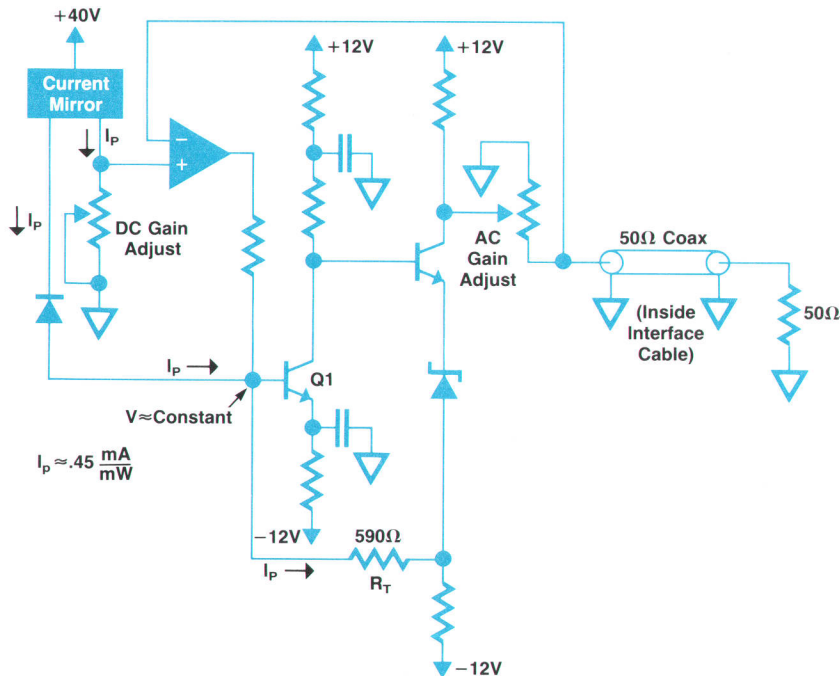 +40V
Current
Mirror
I_P
−
+
I_P
DC Gain
Adjust
+12V
+12V
AC
Gain
Adjust
50Ω Coax
(Inside
Interface
Cable)
50Ω
I_P
Q1
V≈Constant
I_p ≈ .45 mA/mW
−12V
590Ω
I_P
R_T
−12V